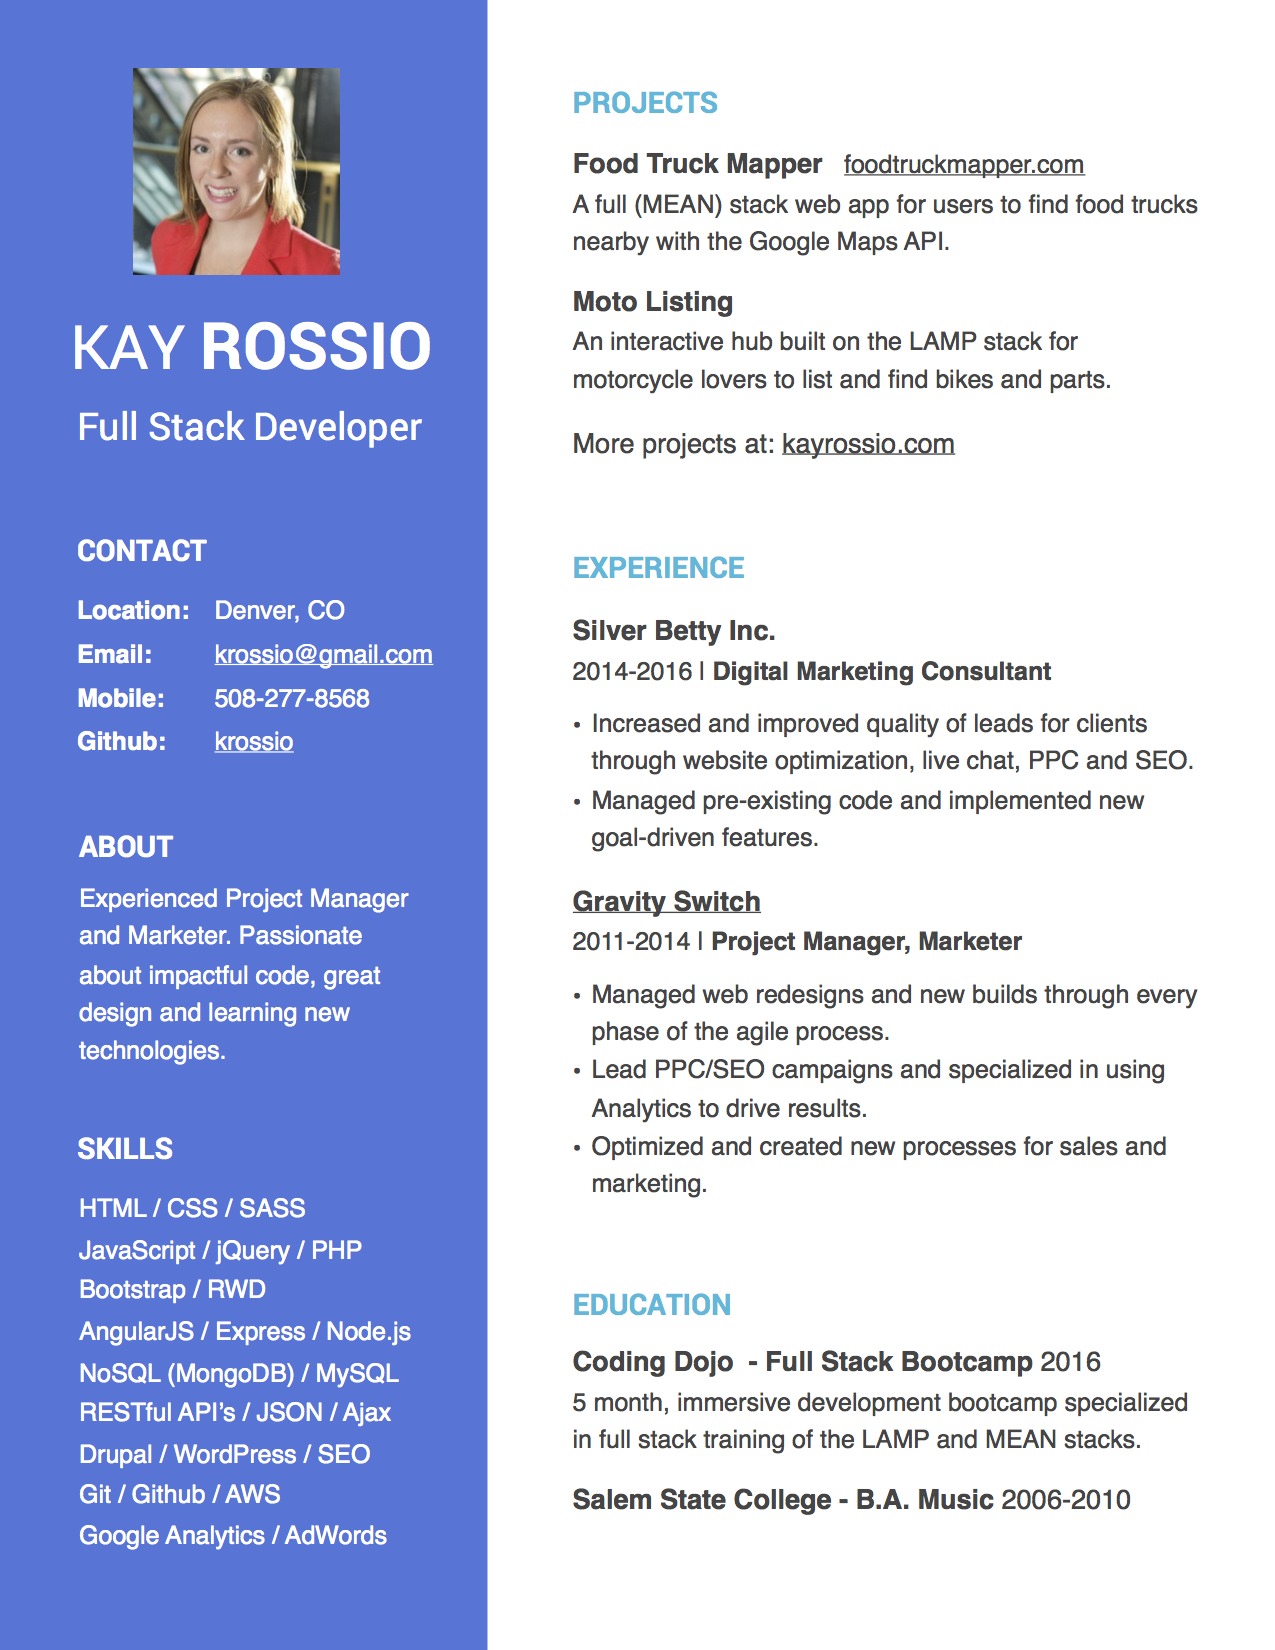 KAY ROSSIO
Full Stack Developer
CONTACT
Location: Denver, CO
Email: krossio@gmail.com
Mobile: 508-277-8568
Github: krossio
ABOUT
Experienced Project Manager
and Marketer. Passionate
about impactful code, great
design and learning new
technologies.
SKILLS
HTML / CSS / SASS
JavaScript / jQuery / PHP
Bootstrap / RWD
AngularJS / Express / Node.js
NoSQL (MongoDB) / MySQL
RESTful API’s / JSON / Ajax
Drupal / WordPress / SEO
Git / Github / AWS
Google Analytics / AdWords
PROJECTS
Food Truck Mapper foodtruckmapper.com
A full (MEAN) stack web app for users to find food trucks
nearby with the Google Maps API.
Moto Listing
An interactive hub built on the LAMP stack for
motorcycle lovers to list and find bikes and parts.
More projects at: kayrossio.com
EXPERIENCE
Silver Betty Inc.
2014-2016 | Digital Marketing Consultant
• Increased and improved quality of leads for clients
through website optimization, live chat, PPC and SEO.
• Managed pre-existing code and implemented new
goal-driven features.
Gravity Switch
2011-2014 | Project Manager, Marketer
• Managed web redesigns and new builds through every
phase of the agile process.
• Lead PPC/SEO campaigns and specialized in using
Analytics to drive results.
• Optimized and created new processes for sales and
marketing.
EDUCATION
Coding Dojo - Full Stack Bootcamp 2016
5 month, immersive development bootcamp specialized
in full stack training of the LAMP and MEAN stacks.
Salem State College - B.A. Music 2006-2010